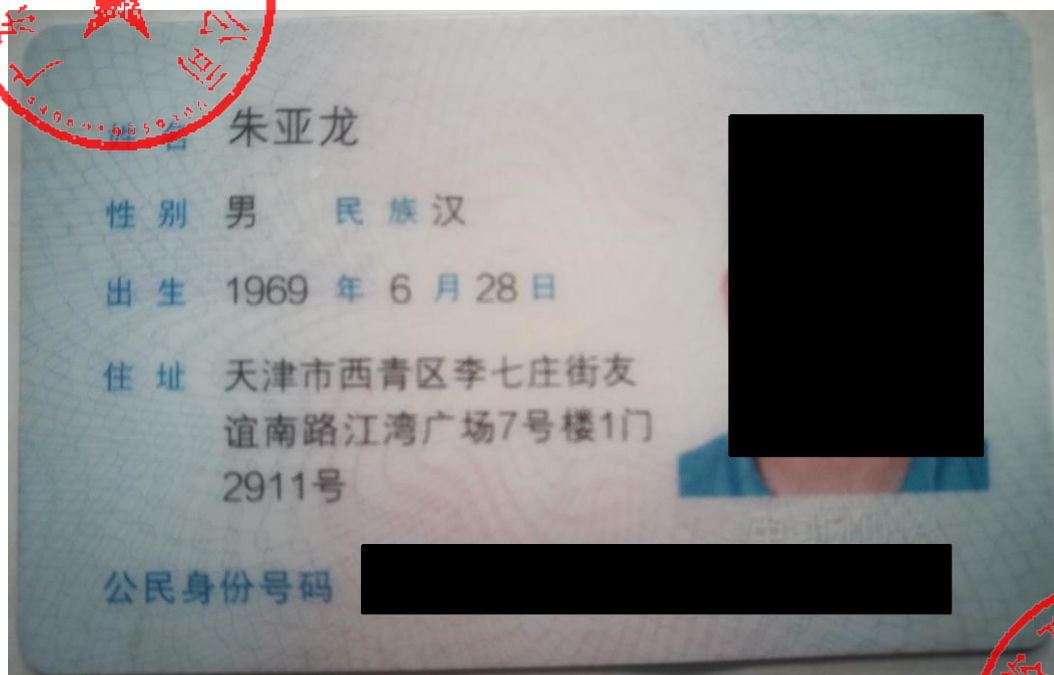 姓名 朱亚龙
性别 男 民族 汉
出生 1969 年 6 月 28 日
住址 天津市西青区李七庄街友
谊南路江湾广场7号楼1门
2911号
公民身份号码